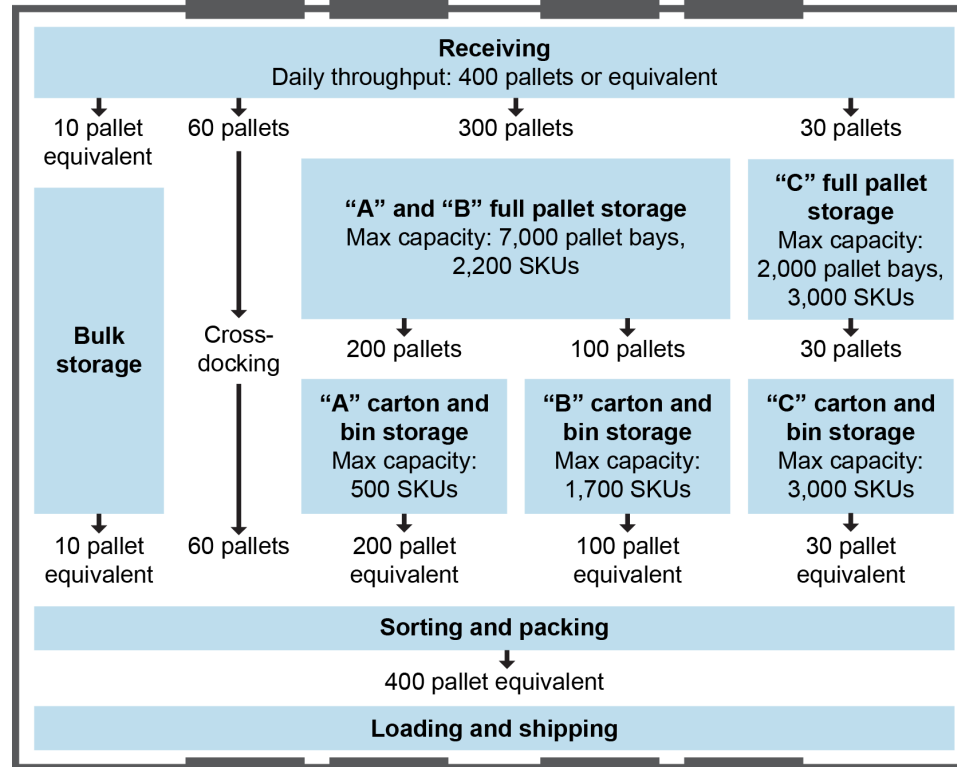 Receiving
Daily throughput: 400 pallets or equivalent
10 pallet
equivalent
60 pallets
300 pallets
30 pallets
“A” and “B” full pallet storage
Max capacity: 7,000 pallet bays,
2,200 SKUs
“C” full pallet
storage
Max capacity:
2,000 pallet bays,
3,000 SKUs
Bulk
storage
Cross-
docking
200 pallets
100 pallets
30 pallets
“A” carton and
bin storage
Max capacity:
500 SKUs
“B” carton and
bin storage
Max capacity:
1,700 SKUs
“C” carton and
bin storage
Max capacity:
3,000 SKUs
10 pallet
equivalent
60 pallets
200 pallet
equivalent
100 pallet
equivalent
30 pallet
equivalent
Sorting and packing
400 pallet equivalent
Loading and shipping